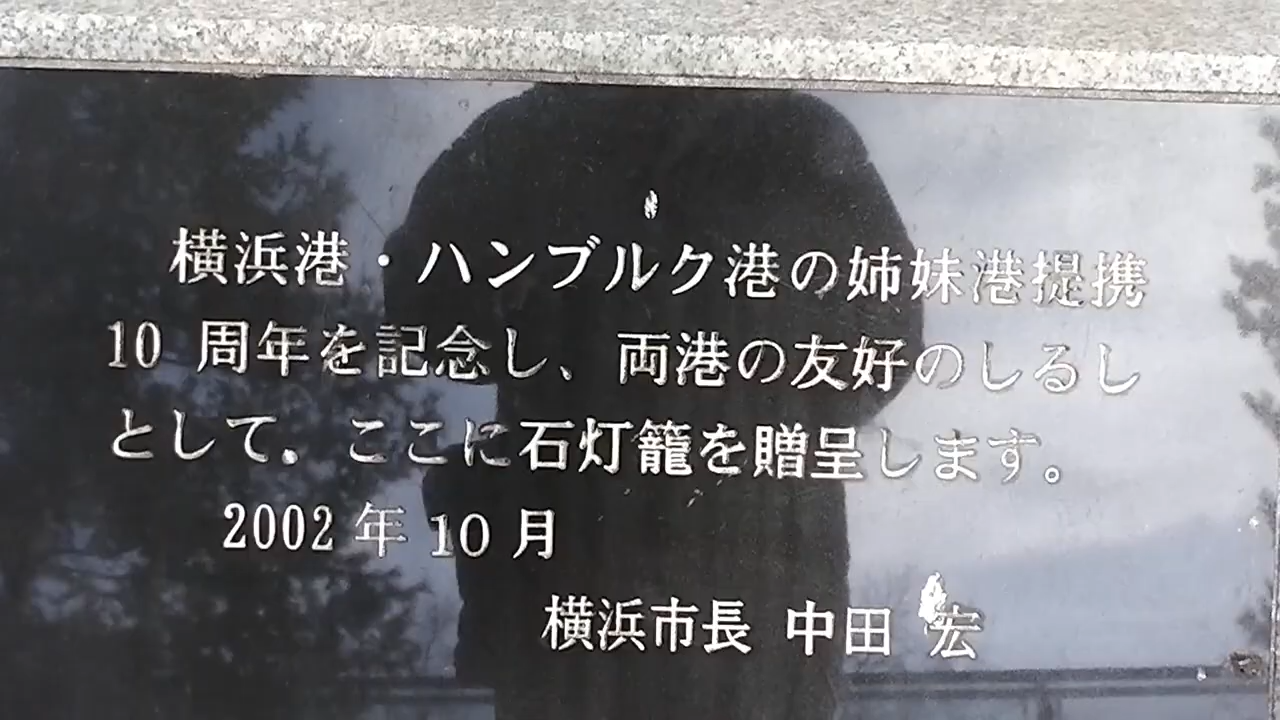 横浜港・ハンブルク港の姉妹港提携
10 周年を記念し、両港の友好のしるし
として、ここに石灯籠を贈呈します。
2002 年 10 月
横浜市長 中田 宏